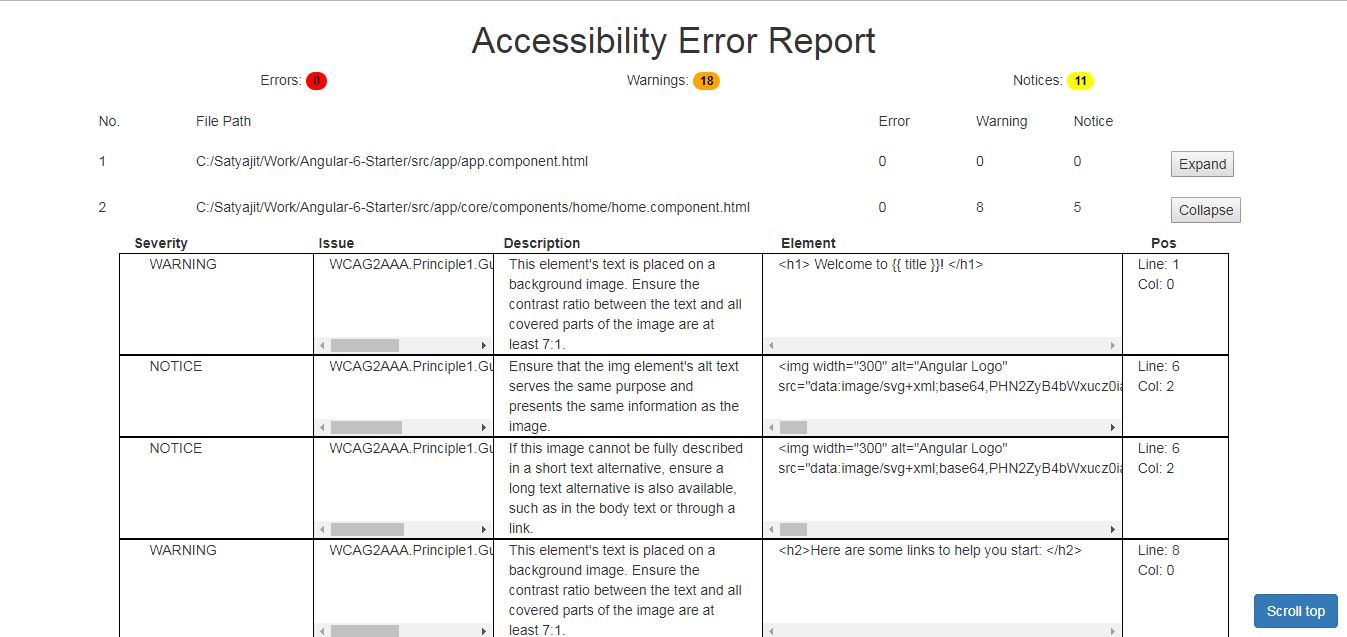 Accessibility Error Report
Errors: 0 Warnings: 18 Notices: 11
No. File Path Error Warning Notice
1 C:/Satyajit/Work/Angular-6-Starter/src/app/app.component.html 0 0 0 Expand
2 C:/Satyajit/Work/Angular-6-Starter/src/app/core/components/home/home.component.html 0 8 5 Collapse
Severity Issue Description Element Pos
WARNING WCAG2AAA.Principle1.Gu This element's text is placed on a <h1> Welcome to {{ title }}! </h1> Line: 1
background image. Ensure the Col: 0
contrast ratio between the text and all
covered parts of the image are at
least 7:1.
NOTICE WCAG2AAA.Principle1.Gu Ensure that the img element's alt text <img width="300" alt="Angular Logo" Line: 6
serves the same purpose and src="data:image/svg+xml;base64,PHN2ZyB4bWxucz0ia Col: 2
presents the same information as the
image.
NOTICE WCAG2AAA.Principle1.Gu If this image cannot be fully described <img width="300" alt="Angular Logo" Line: 6
in a short text alternative, ensure a src="data:image/svg+xml;base64,PHN2ZyB4bWxucz0ia Col: 2
long text alternative is also available,
such as in the body text or through a
link.
WARNING WCAG2AAA.Principle1.Gu This element's text is placed on a <h2>Here are some links to help you start: </h2> Line: 8
background image. Ensure the Col: 0
contrast ratio between the text and all
covered parts of the image are at
least 7:1.
Scroll top